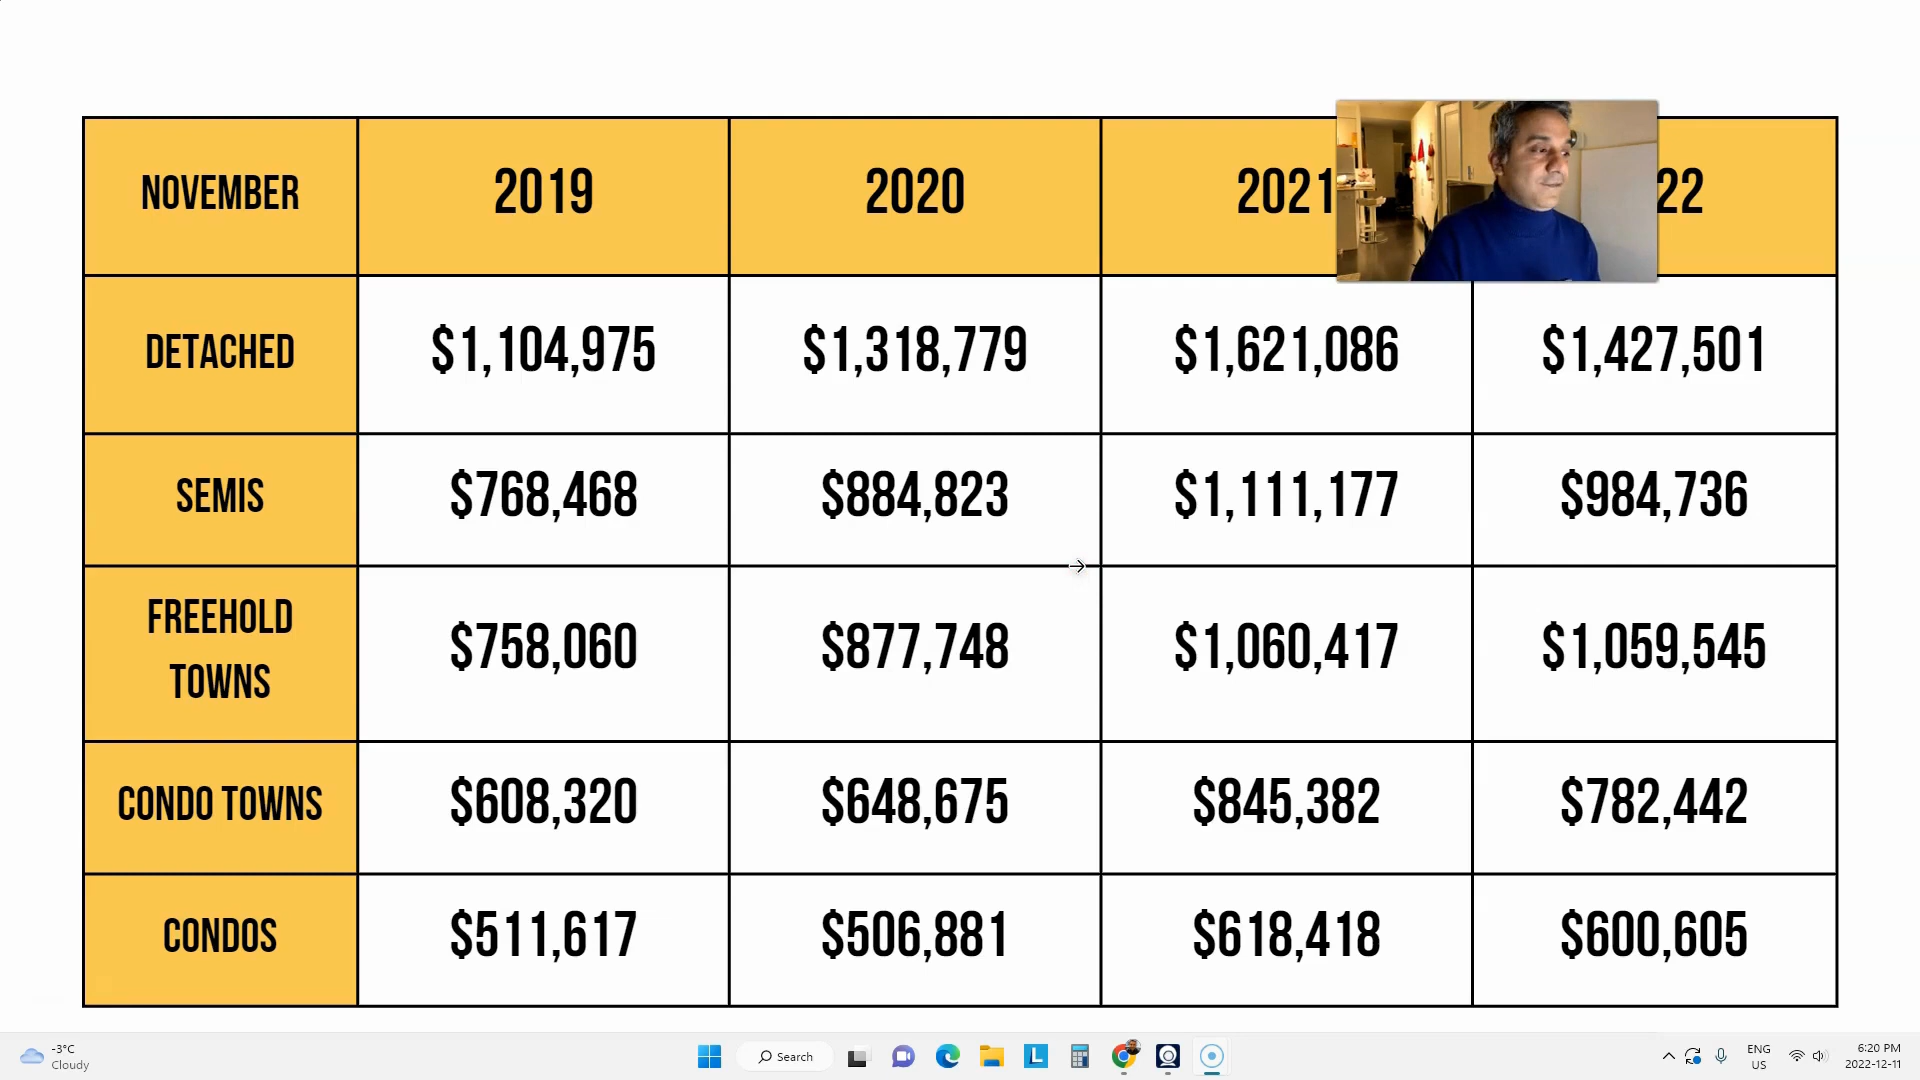 NOVEMBER 2019 2020 2021 22
DETACHED $1,104,975 $1,318,779 $1,621,086 $1,427,501
SEMIS $768,468 $884,823 $1,111,177 $984,736
FREEHOLD
TOWNS $758,060 $877,748 $1,060,417 $1,059,545
CONDO TOWNS $608,320 $648,675 $845,382 $782,442
CONDOS $511,617 $506,881 $618,418 $600,605
-3°C
Cloudy
Search
L
ENG
US
6:20 PM
2022-12-11